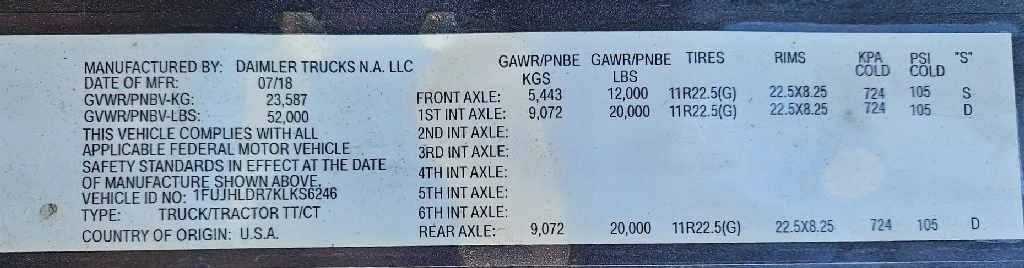 MANUFACTURED BY: DAIMLER TRUCKS N.A. LLC
DATE OF MFR: 07/18
GVWR/PNBV-KG: 23,587
GVWR/PNBV-LBS: 52,000
THIS VEHICLE COMPLIES WITH ALL
APPLICABLE FEDERAL MOTOR VEHICLE
SAFETY STANDARDS IN EFFECT AT THE DATE
OF MANUFACTURE SHOWN ABOVE.
VEHICLE ID NO: 1FUJHLDR7KLKS6246
TYPE: TRUCK/TRACTOR TT/CT
COUNTRY OF ORIGIN: U.S.A.
GAWR/PNBE GAWR/PNBE TIRES RIMS KPA PSI "S"
KGS LBS COLD COLD
FRONT AXLE: 5,443 12,000 11R22.5(G) 22.5X8.25 724 105 S
1ST INT AXLE: 9,072 20,000 11R22.5(G) 22.5X8.25 724 105 D
2ND INT AXLE:
3RD INT AXLE:
4TH INT AXLE:
5TH INT AXLE:
6TH INT AXLE:
REAR AXLE: 9,072 20,000 11R22.5(G) 22.5X8.25 724 105 D